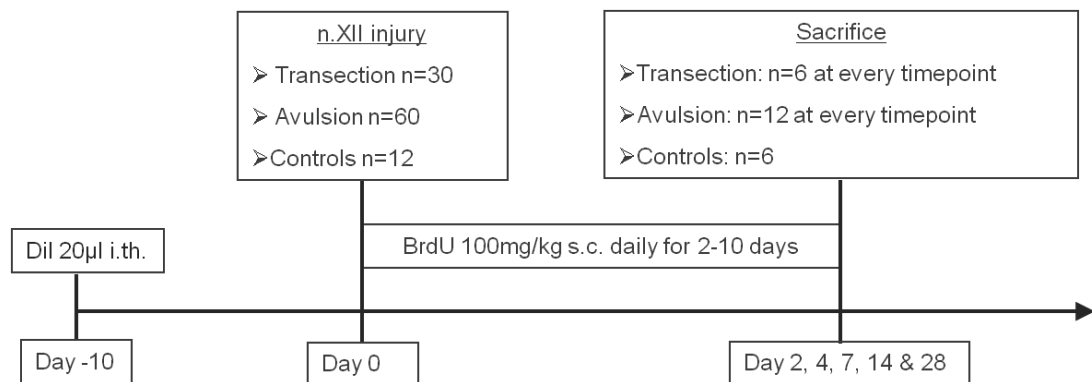 n.XII injury
➢ Transection n=30
➢ Avulsion n=60
➢Controls n=12
Sacrifice
➢Transection: n=6 at every timepoint
➢Avulsion: n=12 at every timepoint
➢Controls: n=6
DiI 20µl i.th.
BrdU 100mg/kg s.c. daily for 2-10 days
Day -10
Day 0
Day 2, 4, 7, 14 & 28